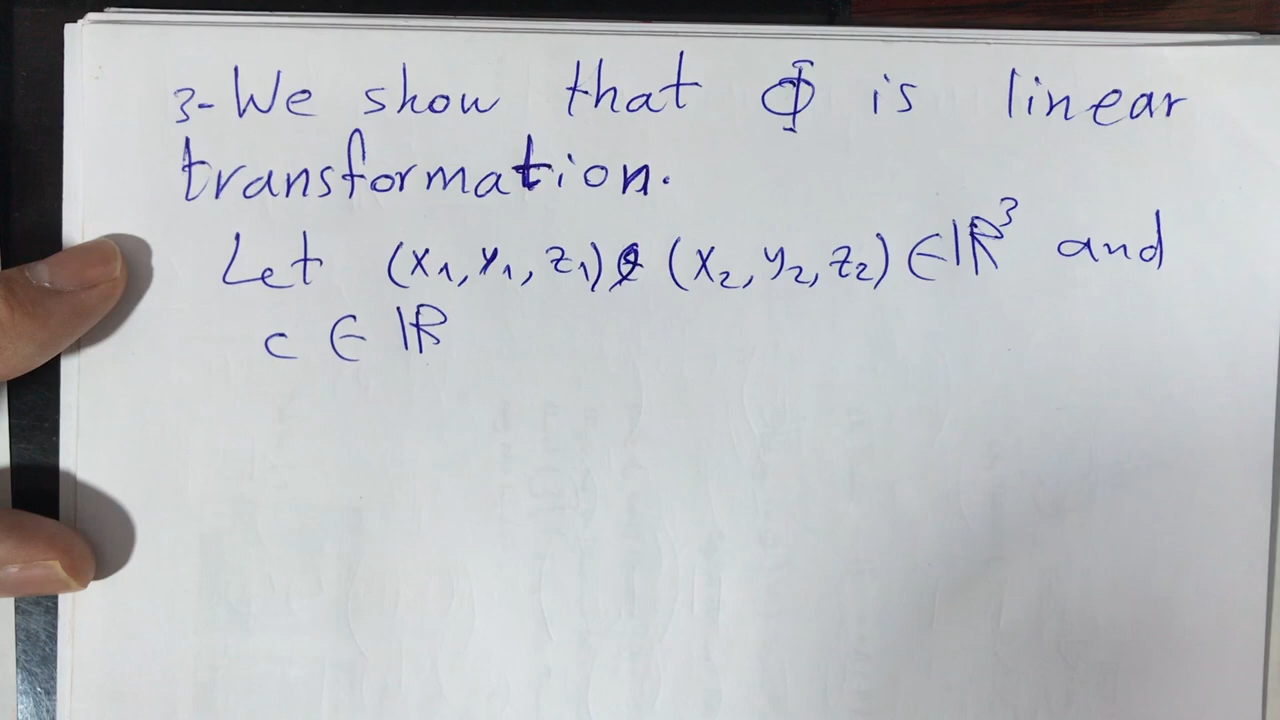 3- We show that Φ is linear
transformation.
Let (x₁, y₁, z₁), (x₂, y₂, z₂) ∈ ℝ³ and
c ∈ ℝ